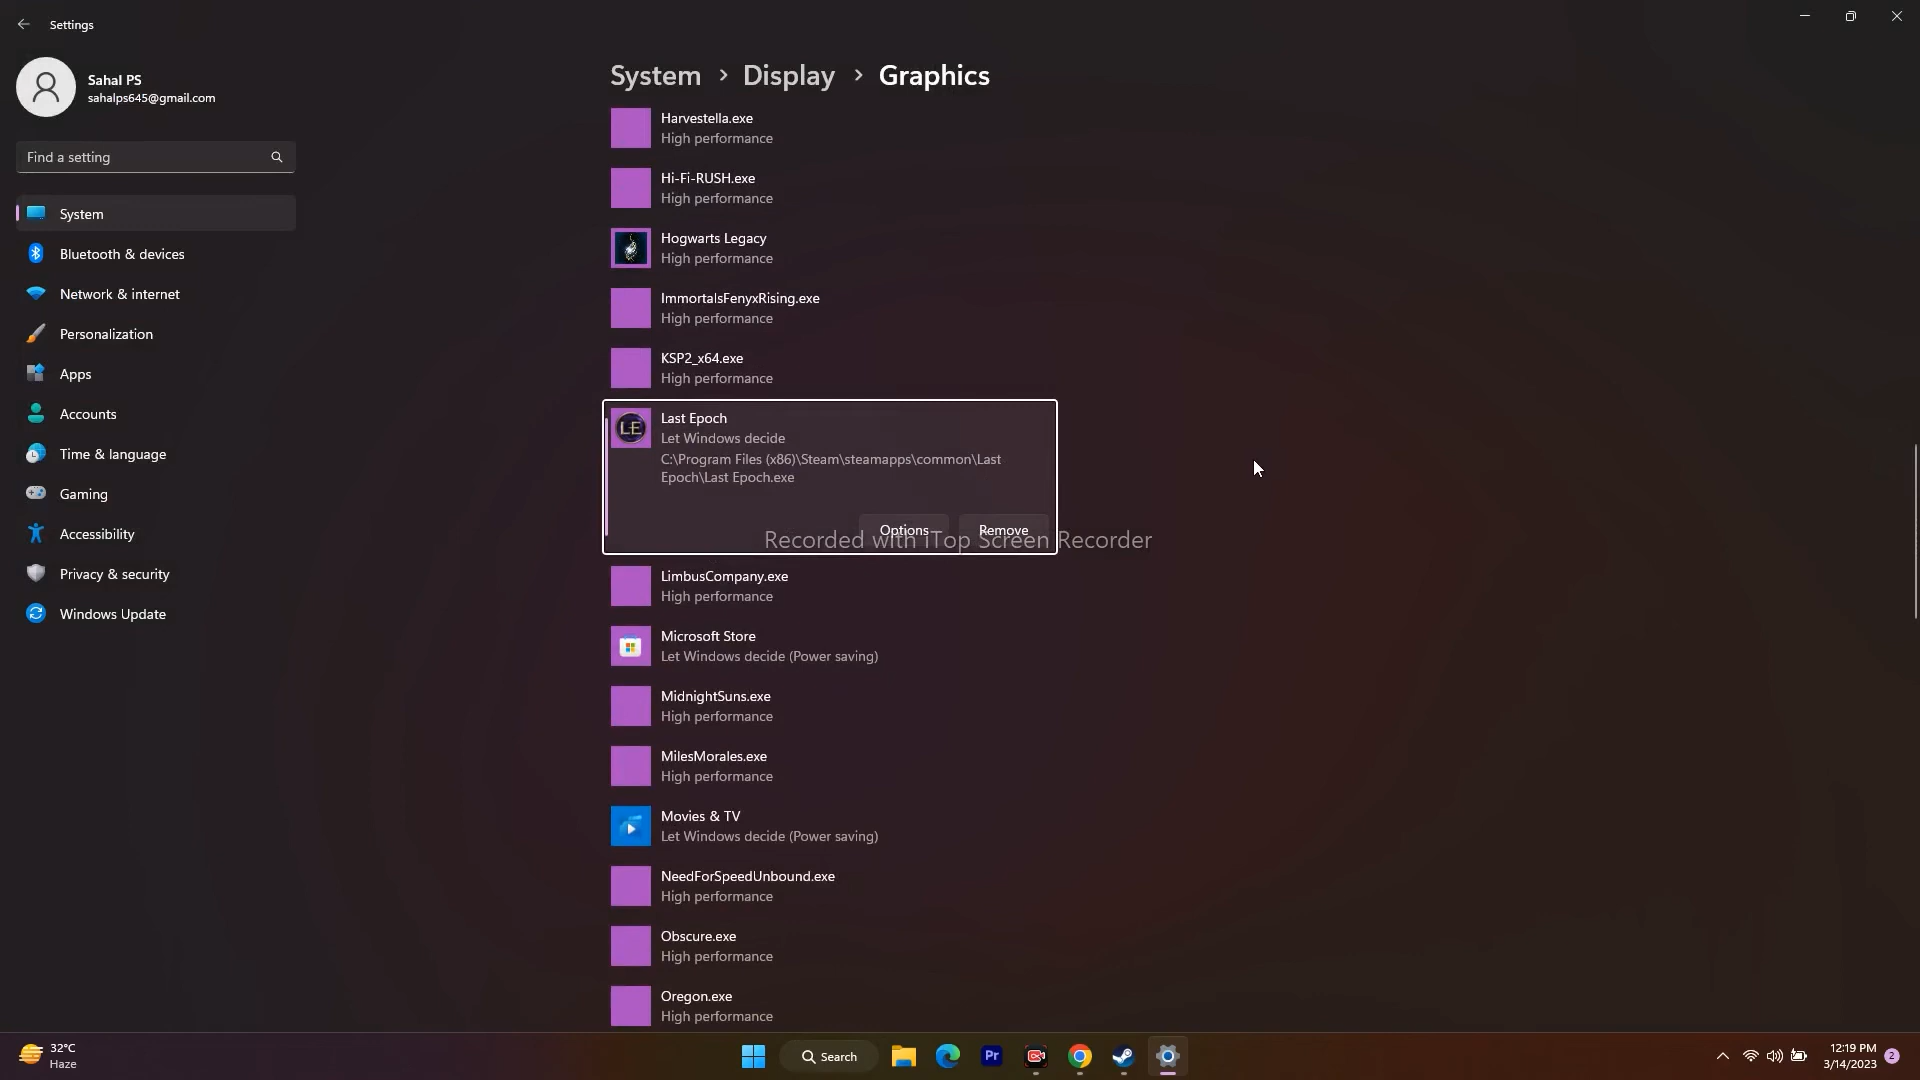 Settings
Sahal PS
sahalps645@gmail.com
Find a setting
System
Bluetooth & devices
Network & internet
Personalization
Apps
Accounts
Time & language
Gaming
Accessibility
Privacy & security
Windows Update
System > Display > Graphics
Harvestella.exe
High performance
Hi-Fi-RUSH.exe
High performance
Hogwarts Legacy
High performance
ImmortalsFenyxRising.exe
High performance
KSP2_x64.exe
High performance
LE
Last Epoch
Let Windows decide
C:\Program Files (x86)\Steam\steamapps\common\Last
Epoch\Last Epoch.exe
Options Remove
Recorded with iTop Screen Recorder
LimbusCompany.exe
High performance
Microsoft Store
Let Windows decide (Power saving)
MidnightSuns.exe
High performance
MilesMorales.exe
High performance
Movies & TV
Let Windows decide (Power saving)
NeedForSpeedUnbound.exe
High performance
Obscure.exe
High performance
Oregon.exe
High performance
32°C
Haze
Search
Pr
12:19 PM
3/14/2023
2